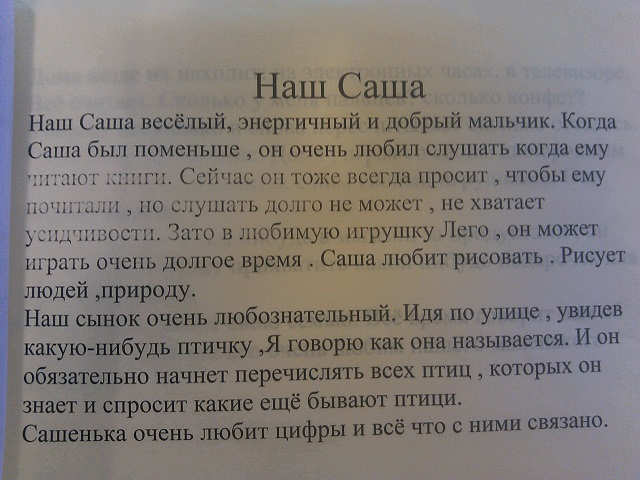 Наш Саша
Наш Саша весёлый, энергичный и добрый мальчик. Когда
Саша был поменьше , он очень любил слушать когда ему
читают книги. Сейчас он тоже всегда просит , чтобы ему
почитали , но слушать долго не может , не хватает
усидчивости. Зато в любимую игрушку Лего , он может
играть очень долгое время . Саша любит рисовать . Рисует
людей ,природу.
Наш сынок очень любознательный. Идя по улице , увидев
какую-нибудь птичку ,Я говорю как она называется. И он
обязательно начнет перечислять всех птиц , которых он
знает и спросит какие ещё бывают птици.
Сашенька очень любит цифры и всё что с ними связано.